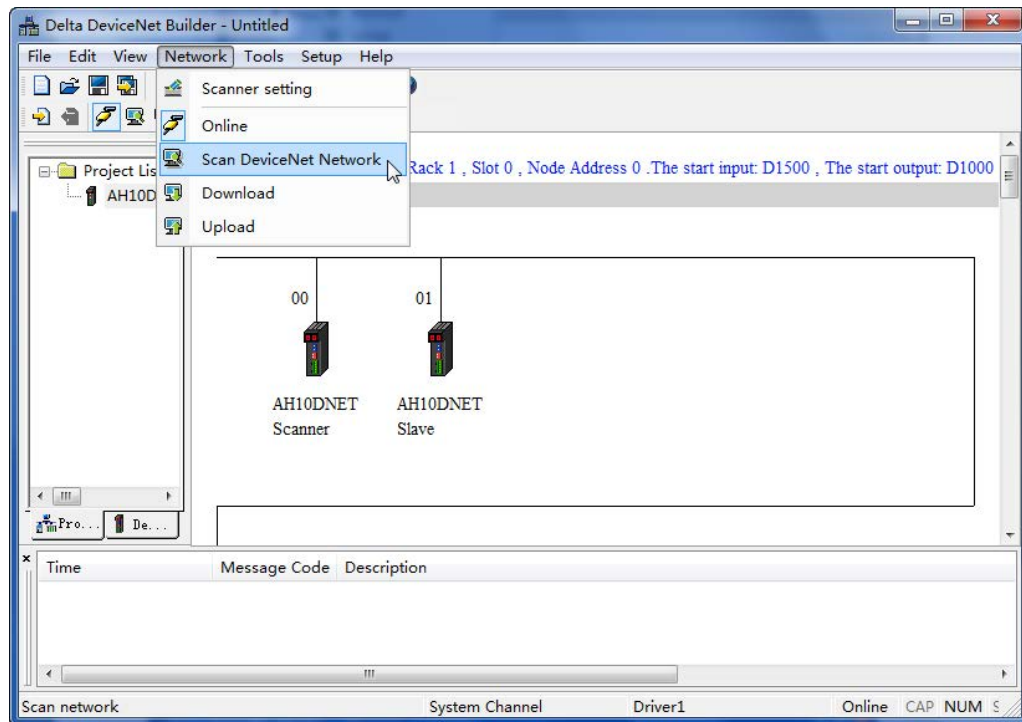 Delta DeviceNet Builder - Untitled
File Edit View Network Tools Setup Help
Scanner setting
Online
Scan DeviceNet Network
Download
Upload
Project Lis
AH10D
Rack 1 , Slot 0 , Node Address 0 .The start input: D1500 , The start output: D1000
00 01
AH10DNET AH10DNET
Scanner Slave
Pro... De...
Time Message Code Description
Scan network System Channel Driver1 Online CAP NUM S